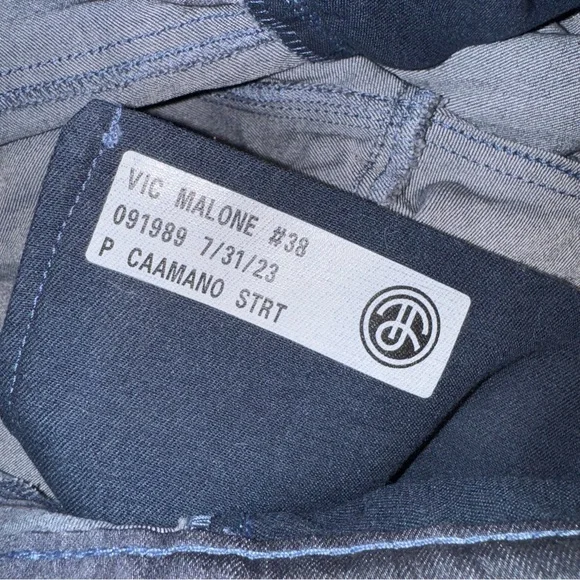 VIC MALONE #38
091989 7/31/23
P CAAMANO STRT